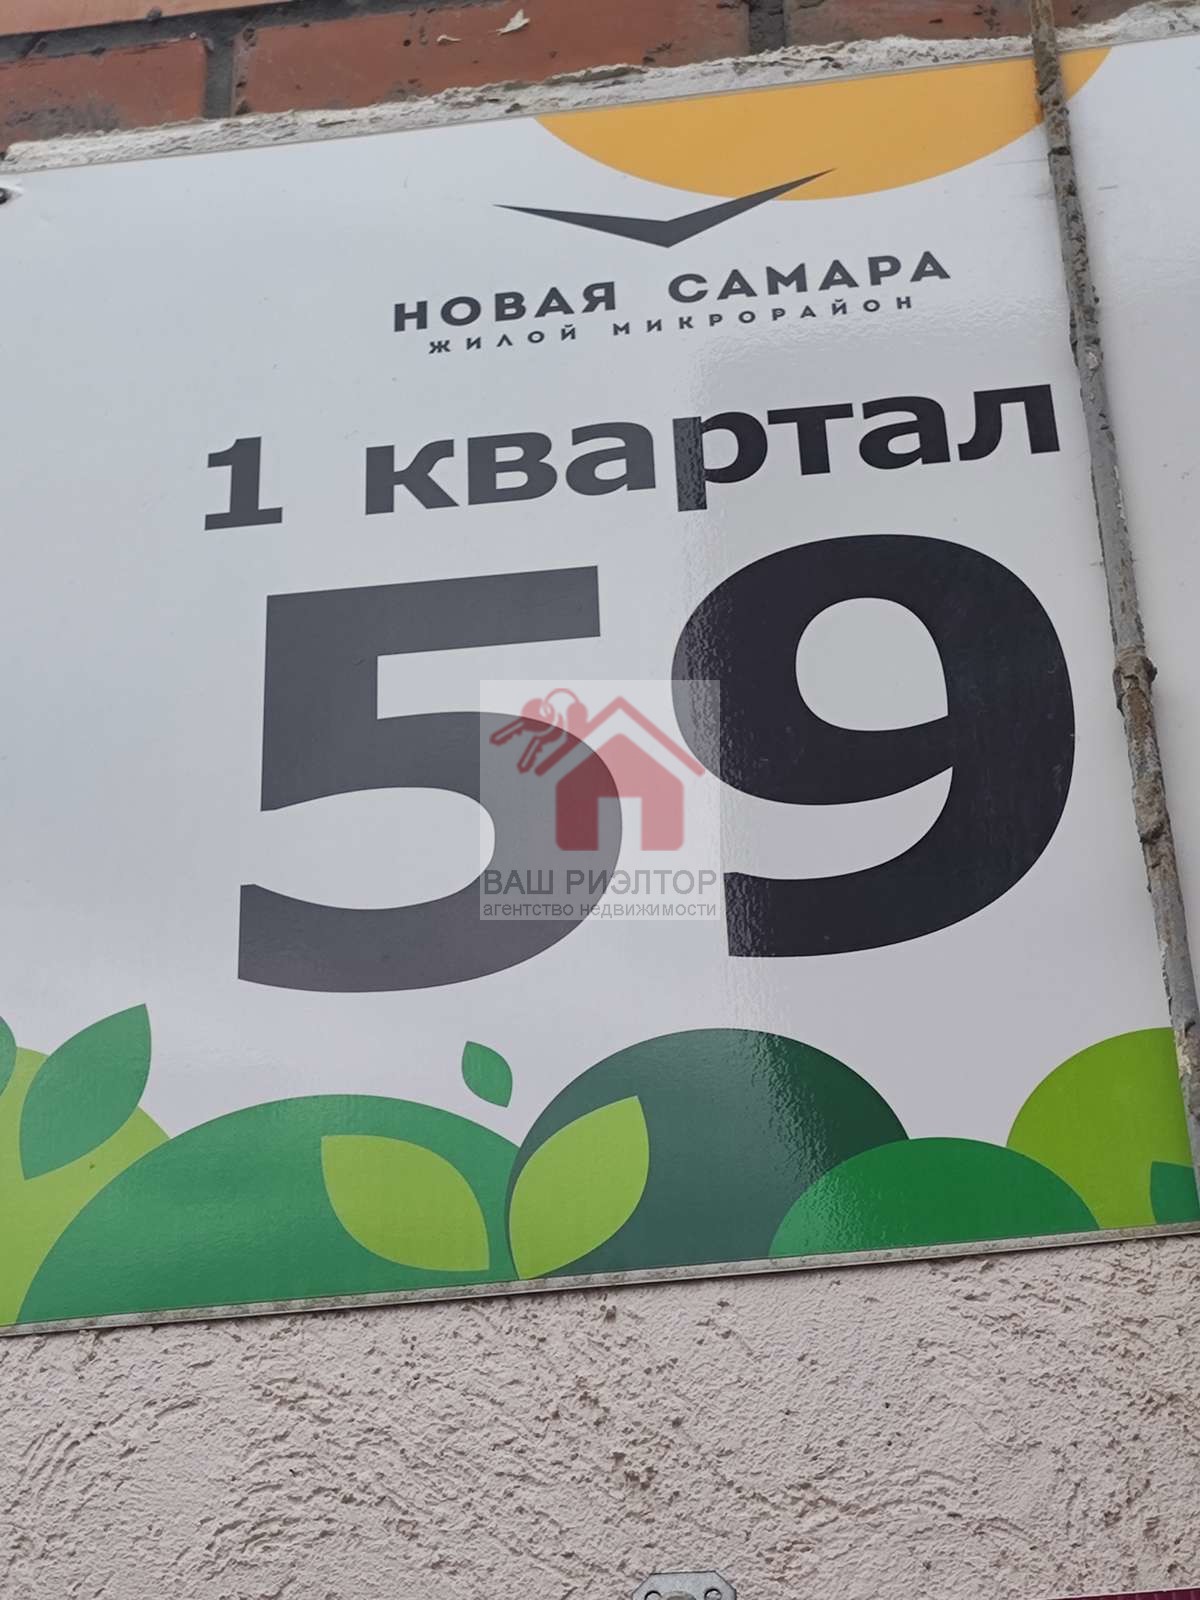 НОВАЯ САМАРА
ЖИЛОЙ МИКРОРАЙОН
1 квартал
59
ВАШ РИЭЛТОР
агентство недвижимости